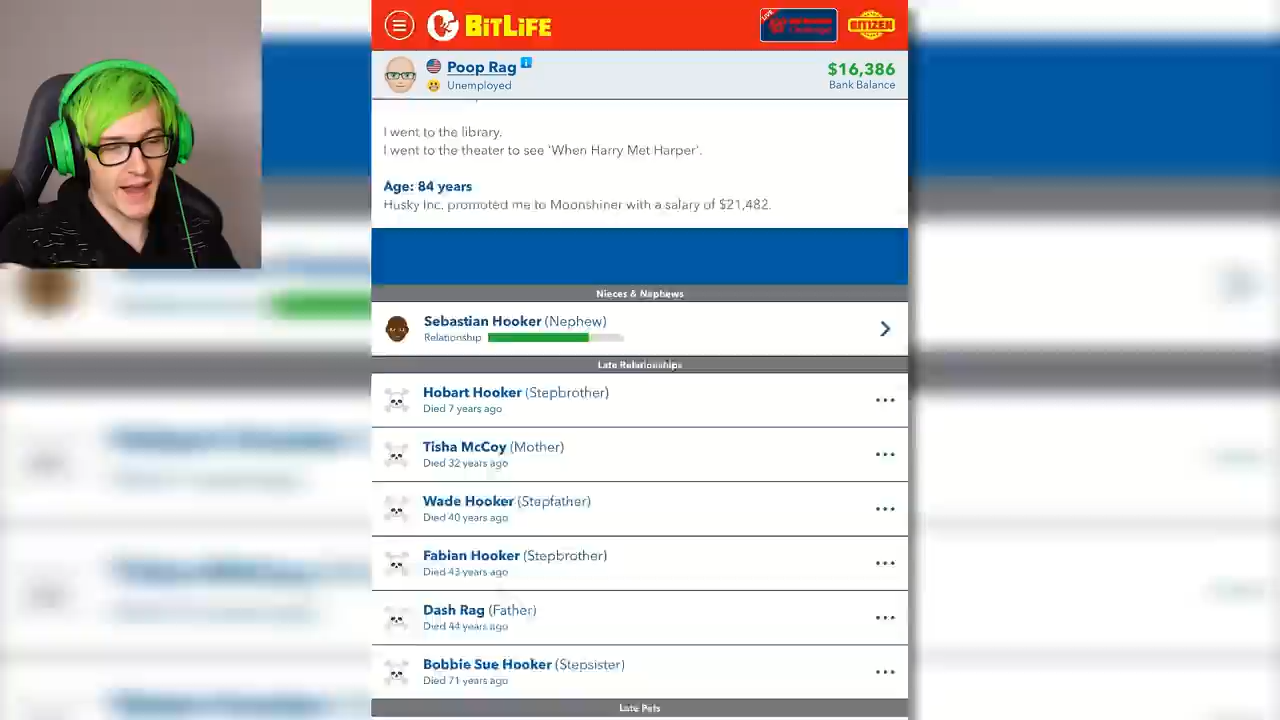 BitLife
LIVE
CITIZEN
Poop Rag
Unemployed
$16,386
Bank Balance
I went to the library.
I went to the theater to see 'When Harry Met Harper'.
Age: 84 years
Husky Inc. promoted me to Moonshiner with a salary of $21,482.
Nieces & Nephews
Sebastian Hooker (Nephew)
Relationship
Late Relationships
Hobart Hooker (Stepbrother)
Died 7 years ago
Tisha McCoy (Mother)
Died 32 years ago
Wade Hooker (Stepfather)
Died 40 years ago
Fabian Hooker (Stepbrother)
Died 43 years ago
Dash Rag (Father)
Died 44 years ago
Bobbie Sue Hooker (Stepsister)
Died 71 years ago
Late Pets